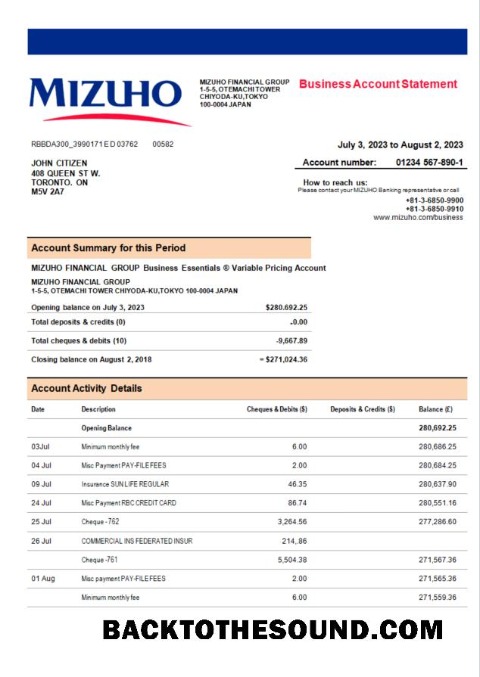 MIZUHO
MIZUHO FINANCIAL GROUP
1-5-5, OTEMACHI TOWER
CHIYODA-KU,TOKYO
100-0004 JAPAN
Business Account Statement
RBBDA300_3990171 E D 03762 00582
July 3, 2023 to August 2, 2023
JOHN CITIZEN
408 QUEEN ST W.
TORONTO. ON
M5V 2A7
Account number: 01234 567-890-1
How to reach us:
Please contact your MIZUHO Banking representative or call
+81-3-6850-9900
+81-3-6850-9910
www.mizuho.com/business
Account Summary for this Period
MIZUHO FINANCIAL GROUP Business Essentials ® Variable Pricing Account
MIZUHO FINANCIAL GROUP
1-5-5, OTEMACHI TOWER CHIYODA-KU,TOKYO 100-0004 JAPAN
Opening balance on July 3, 2023 $280.692.25
Total deposits & credits (0) -0.00
Total cheques & debits (10) -9,667.89
Closing balance on August 2, 2018 = $271,024.36
Account Activity Details
Date Description Cheques & Debits ($) Deposits & Credits ($) Balance (£)
Opening Balance 280,692.25
03Jul Minimum monthly fee 6.00 280,686.25
04 Jul Misc Payment PAY-FILE FEES 2.00 280,684.25
09 Jul Insurance SUN LIFE REGULAR 46.35 280,637.90
24 Jul Misc Payment RBC CREDIT CARD 86.74 280,551.16
25 Jul Cheque -762 3,264.56 277,286.60
26 Jul COMMERCIAL INS FEDERATED INSUR 214,.86
Cheque -761 5,504.38 271,567.36
01 Aug Misc payment PAY-FILE FEES 2.00 271,565.36
Minimum monthly fee 6.00 271,559.36
BACKTOTHESOUND.COM